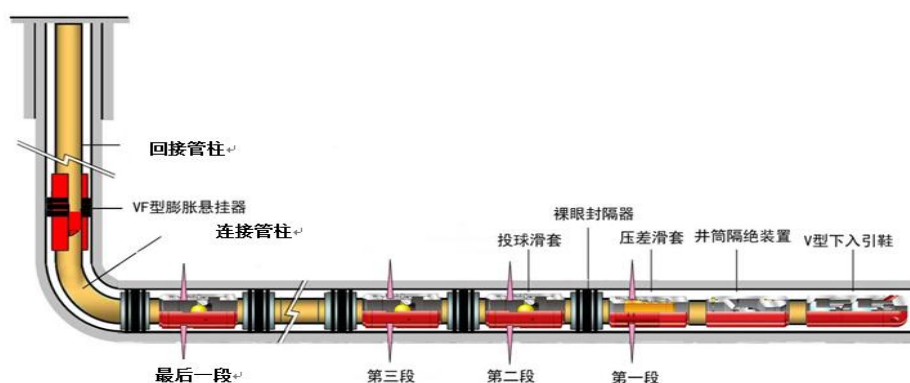 回接管柱
VF型膨胀悬挂器
连接管柱
裸眼封隔器
投球滑套
压差滑套
井筒隔绝装置
V型下入引鞋
最后一段
第三段
第二段
第一段